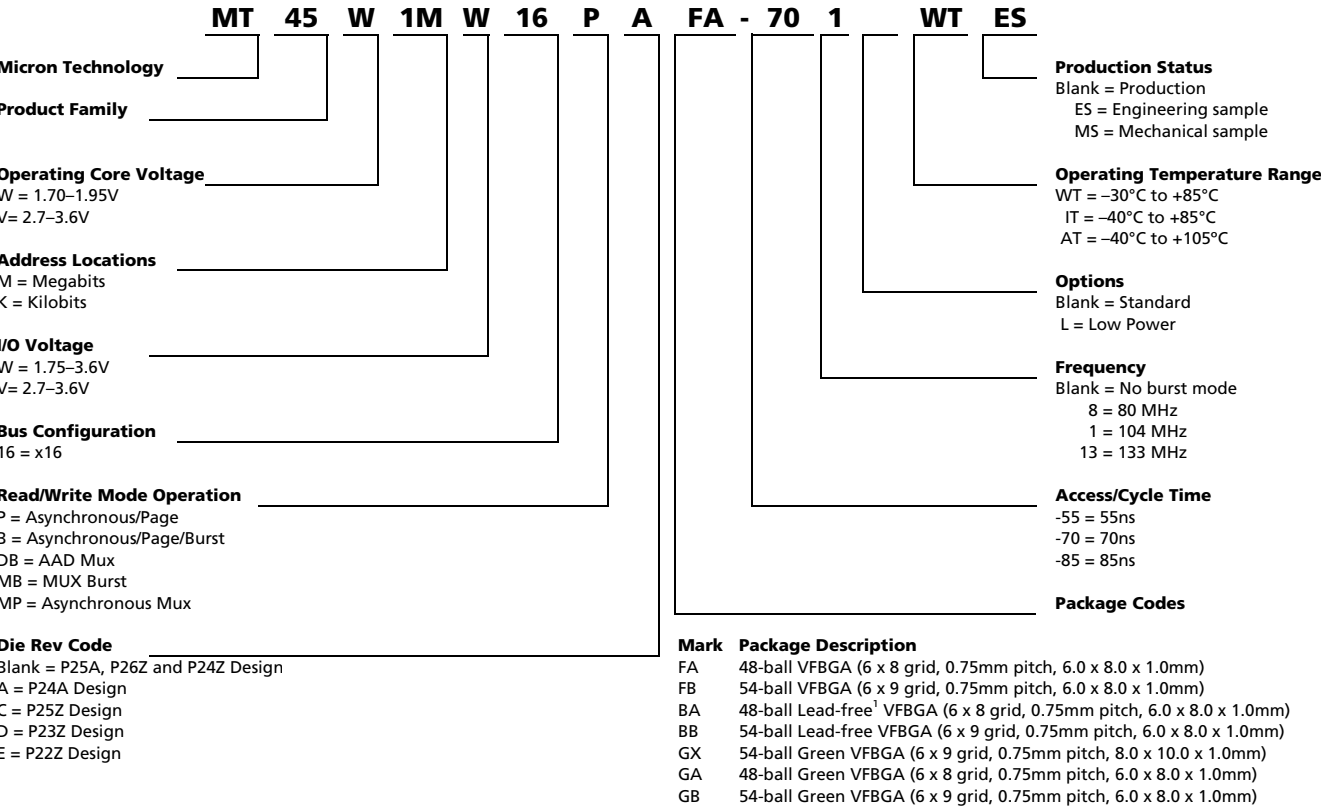 MT 45 W 1M W 16 P A FA - 70 1 WT ES
Micron Technology
Product Family
Operating Core Voltage
W = 1.70–1.95V
V= 2.7–3.6V
Address Locations
M = Megabits
K = Kilobits
I/O Voltage
W = 1.75–3.6V
V= 2.7–3.6V
Bus Configuration
16 = x16
Read/Write Mode Operation
P = Asynchronous/Page
B = Asynchronous/Page/Burst
DB = AAD Mux
MB = MUX Burst
MP = Asynchronous Mux
Die Rev Code
Blank = P25A, P26Z and P24Z Design
A = P24A Design
C = P25Z Design
D = P23Z Design
E = P22Z Design
Production Status
Blank = Production
ES = Engineering sample
MS = Mechanical sample
Operating Temperature Range
WT = –30°C to +85°C
IT = –40°C to +85°C
AT = –40°C to +105°C
Options
Blank = Standard
L = Low Power
Frequency
Blank = No burst mode
8 = 80 MHz
1 = 104 MHz
13 = 133 MHz
Access/Cycle Time
-55 = 55ns
-70 = 70ns
-85 = 85ns
Package Codes
Mark Package Description
FA 48-ball VFBGA (6 x 8 grid, 0.75mm pitch, 6.0 x 8.0 x 1.0mm)
FB 54-ball VFBGA (6 x 9 grid, 0.75mm pitch, 6.0 x 8.0 x 1.0mm)
BA 48-ball Lead-free¹ VFBGA (6 x 8 grid, 0.75mm pitch, 6.0 x 8.0 x 1.0mm)
BB 54-ball Lead-free VFBGA (6 x 9 grid, 0.75mm pitch, 6.0 x 8.0 x 1.0mm)
GX 54-ball Green VFBGA (6 x 9 grid, 0.75mm pitch, 8.0 x 10.0 x 1.0mm)
GA 48-ball Green VFBGA (6 x 8 grid, 0.75mm pitch, 6.0 x 8.0 x 1.0mm)
GB 54-ball Green VFBGA (6 x 9 grid, 0.75mm pitch, 6.0 x 8.0 x 1.0mm)